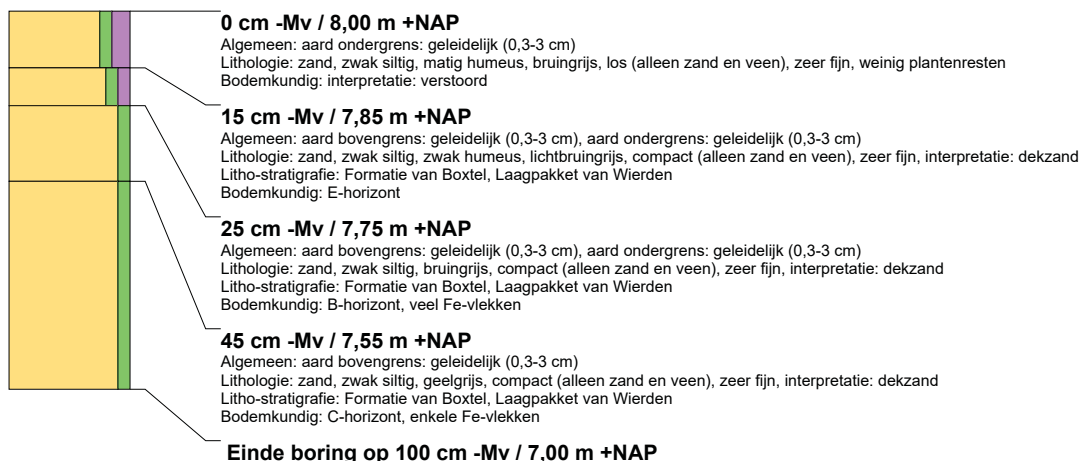 0 cm -Mv / 8,00 m +NAP
Algemeen: aard ondergrens: geleidelijk (0,3-3 cm)
Lithologie: zand, zwak siltig, matig humeus, bruingrijs, los (alleen zand en veen), zeer fijn, weinig plantenresten
Bodemkundig: interpretatie: verstoord
15 cm -Mv / 7,85 m +NAP
Algemeen: aard bovengrens: geleidelijk (0,3-3 cm), aard ondergrens: geleidelijk (0,3-3 cm)
Lithologie: zand, zwak siltig, zwak humeus, lichtbruingrijs, compact (alleen zand en veen), zeer fijn, interpretatie: dekzand
Litho-stratigrafie: Formatie van Boxtel, Laagpakket van Wierden
Bodemkundig: E-horizont
25 cm -Mv / 7,75 m +NAP
Algemeen: aard bovengrens: geleidelijk (0,3-3 cm), aard ondergrens: geleidelijk (0,3-3 cm)
Lithologie: zand, zwak siltig, bruingrijs, compact (alleen zand en veen), zeer fijn, interpretatie: dekzand
Litho-stratigrafie: Formatie van Boxtel, Laagpakket van Wierden
Bodemkundig: B-horizont, veel Fe-vlekken
45 cm -Mv / 7,55 m +NAP
Algemeen: aard bovengrens: geleidelijk (0,3-3 cm)
Lithologie: zand, zwak siltig, geelgrijs, compact (alleen zand en veen), zeer fijn, interpretatie: dekzand
Litho-stratigrafie: Formatie van Boxtel, Laagpakket van Wierden
Bodemkundig: C-horizont, enkele Fe-vlekken
Einde boring op 100 cm -Mv / 7,00 m +NAP